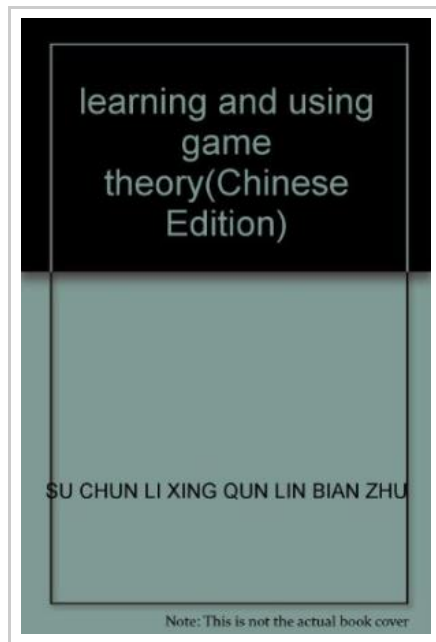 learning and using
game
theory(Chinese
Edition)
SU CHUN LI XING QUN LIN BIAN ZHU
Note: This is not the actual book cover